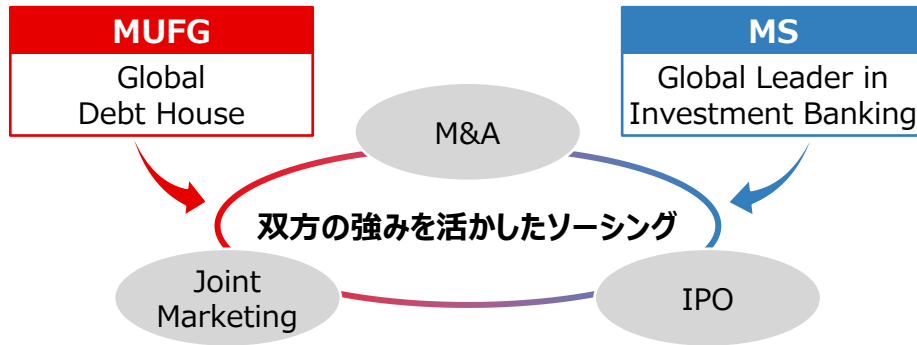 MUFG
Global
Debt House
MS
Global Leader in
Investment Banking
M&A
双方の強みを活かしたソーシング
Joint
Marketing
IPO